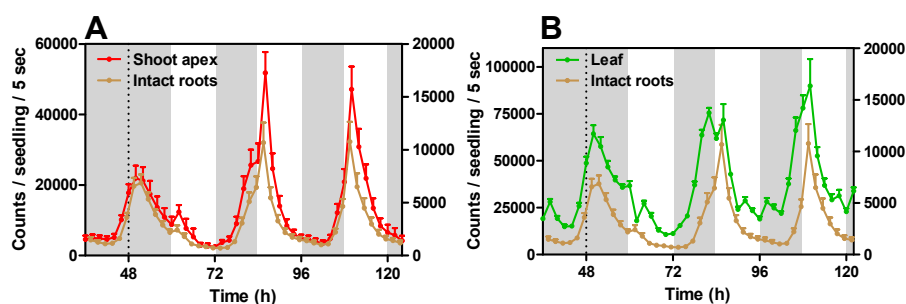 A
Counts / seedling / 5 sec
60000
40000
20000
0
Shoot apex
Intact roots
20000
15000
10000
5000
0
48
72
96
120
Time (h)
B
Counts / seedling / 5 sec
100000
75000
50000
25000
0
Leaf
Intact roots
20000
15000
10000
5000
0
48
72
96
120
Time (h)